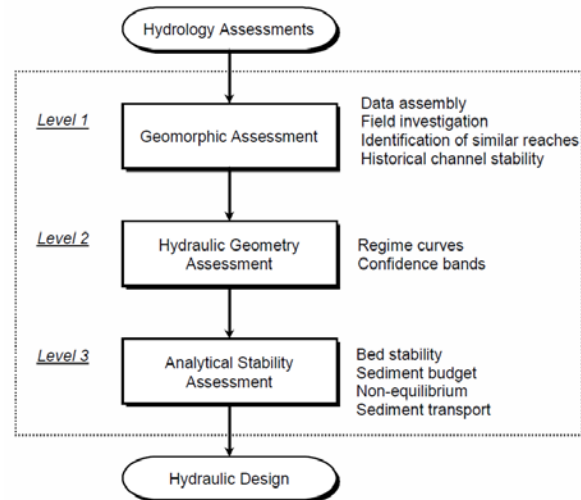 Hydrology Assessments
Level 1
Geomorphic Assessment
Data assembly
Field investigation
Identification of similar reaches
Historical channel stability
Level 2
Hydraulic Geometry
Assessment
Regime curves
Confidence bands
Level 3
Analytical Stability
Assessment
Bed stability
Sediment budget
Non-equilibrium
Sediment transport
Hydraulic Design